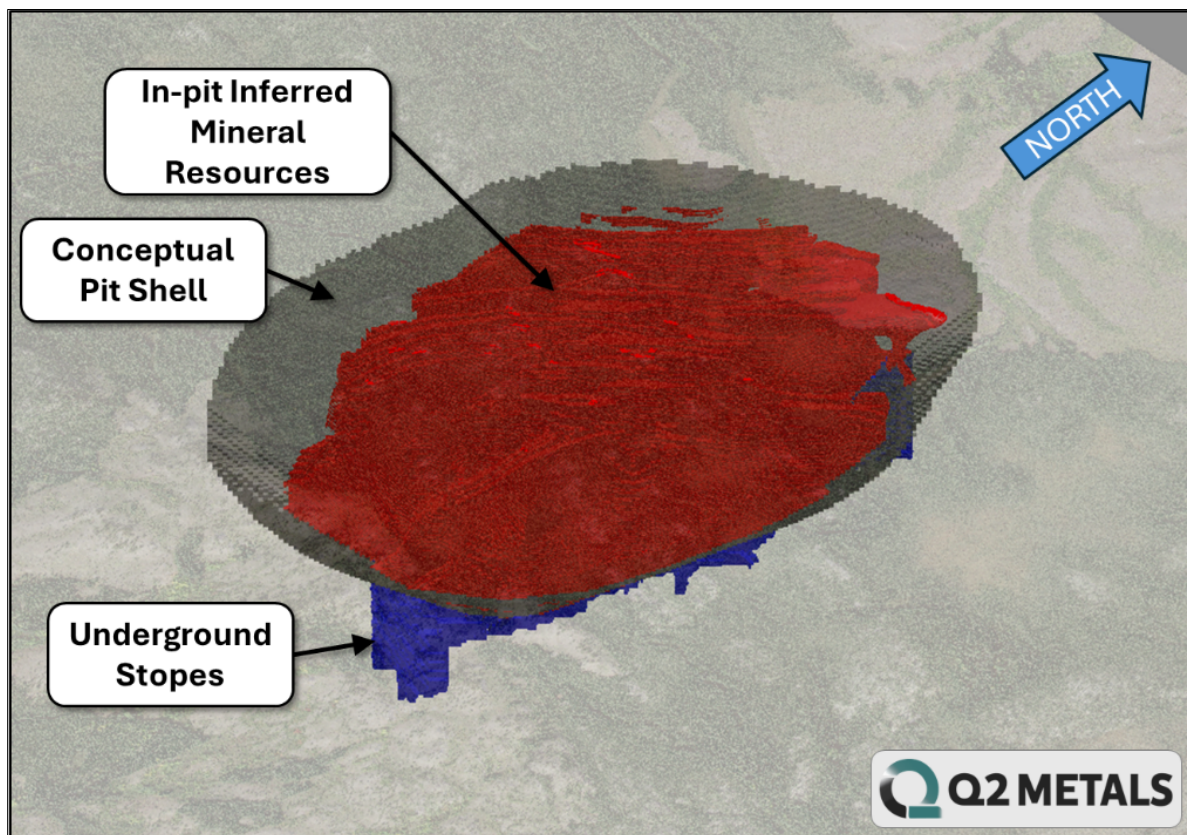 In-pit Inferred
Mineral
Resources
NORTH
Conceptual
Pit Shell
Underground
Stopes
Q2 METALS